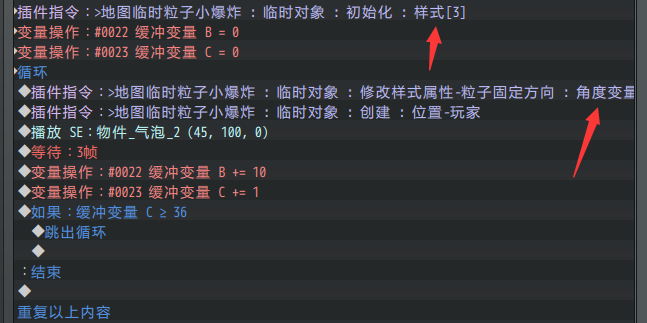 插件指令:>地图临时粒子小爆炸 : 临时对象 : 初始化 : 样式[3]
变量操作:#0022 缓冲变量 B = 0
变量操作:#0023 缓冲变量 C = 0
循环
◆插件指令:>地图临时粒子小爆炸 : 临时对象 : 修改样式属性-粒子固定方向 : 角度变量
◆插件指令:>地图临时粒子小爆炸 : 临时对象 : 创建 : 位置-玩家
◆播放 SE:物件_气泡_2 (45, 100, 0)
◆等待:3帧
◆变量操作:#0022 缓冲变量 B += 10
◆变量操作:#0023 缓冲变量 C += 1
◆如果:缓冲变量 C ≥ 36
◆跳出循环
◆
:结束
◆
重复以上内容